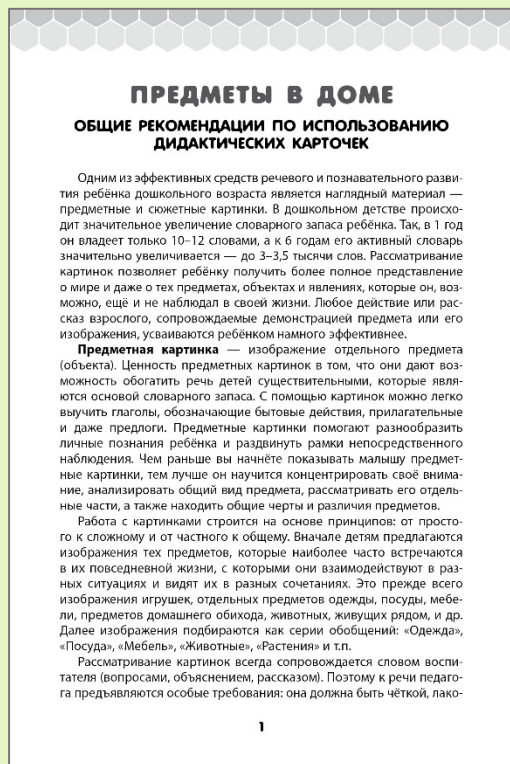 ПРЕДМЕТЫ В ДОМЕ
ОБЩИЕ РЕКОМЕНДАЦИИ ПО ИСПОЛЬЗОВАНИЮ
ДИДАКТИЧЕСКИХ КАРТОЧЕК
Одним из эффективных средств речевого и познавательного разви-
тия ребёнка дошкольного возраста является наглядный материал —
предметные и сюжетные картинки. В дошкольном детстве происхо-
дит значительное увеличение словарного запаса ребёнка. Так, в 1 год
он владеет только 10–12 словами, а к 6 годам его активный словарь
значительно увеличивается — до 3–3,5 тысячи слов. Рассматривание
картинок позволяет ребёнку получить более полное представление
о мире и даже о тех предметах, объектах и явлениях, которые он, воз-
можно, ещё и не наблюдал в своей жизни. Любое действие или рас-
сказ взрослого, сопровождаемые демонстрацией предмета или его
изображения, усваиваются ребёнком намного эффективнее.
Предметная картинка — изображение отдельного предмета
(объекта). Ценность предметных картинок в том, что они дают воз-
можность обогатить речь детей существительными, которые явля-
ются основой словарного запаса. С помощью картинок можно легко
выучить глаголы, обозначающие бытовые действия, прилагательные
и даже предлоги. Предметные картинки помогают разнообразить
личные познания ребёнка и раздвинуть рамки непосредственного
наблюдения. Чем раньше вы начнёте показывать малышу предмет-
ные картинки, тем лучше он научится концентрировать своё внима-
ние, анализировать общий вид предмета, рассматривать его отдель-
ные части, а также находить общие черты и различия предметов.
Работа с картинками строится на основе принципов: от просто-
го к сложному и от частного к общему. Вначале детям предлагаются
изображения тех предметов, которые наиболее часто встречаются
в их повседневной жизни, с которыми они взаимодействуют в раз-
ных ситуациях и видят их в разных сочетаниях. Это прежде всего
изображения игрушек, отдельных предметов одежды, посуды, мебе-
ли, предметов домашнего обихода, животных, живущих рядом, и др.
Далее изображения подбираются как серии обобщений: «Одежда»,
«Посуда», «Мебель», «Животные», «Растения» и т.п.
Рассматривание картинок всегда сопровождается словом воспи-
тателя (вопросами, объяснением, рассказом). Поэтому к речи педаго-
га предъявляются особые требования: она должна быть чёткой, лако-
1